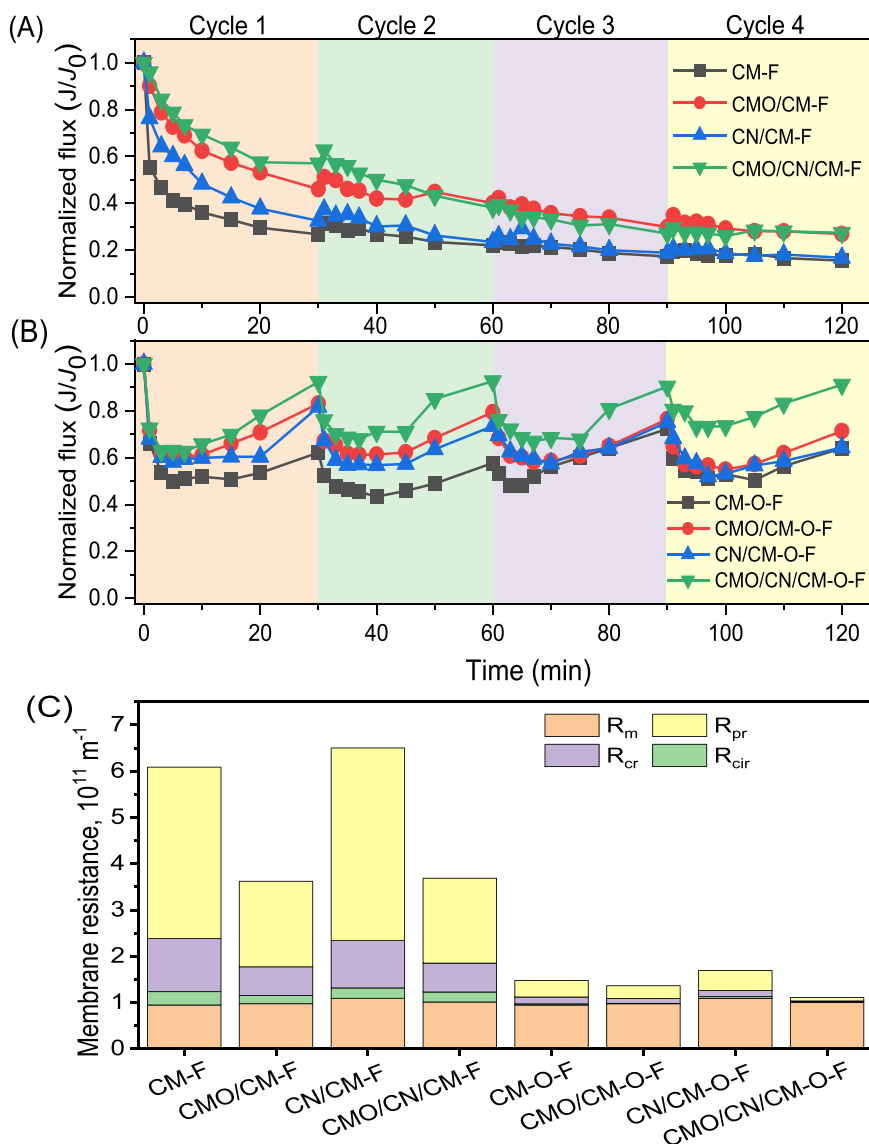 (A)
Cycle 1 Cycle 2 Cycle 3 Cycle 4
Normalized flux (J/J0)
1.0
0.8
0.6
0.4
0.2
0.0
CM-F
CMO/CM-F
CN/CM-F
CMO/CN/CM-F
0 20 40 60 80 100 120
(B)
Normalized flux (J/J0)
1.0
0.8
0.6
0.4
0.2
0.0
CM-O-F
CMO/CM-O-F
CN/CM-O-F
CMO/CN/CM-O-F
0 20 40 60 80 100 120
Time (min)
(C)
Membrane resistance, 10^11 m^-1
7
6
5
4
3
2
1
0
Rm Rpr
Rcr Rcir
CM-F
CMO/CM-F
CN/CM-F
CMO/CN/CM-F
CM-O-F
CMO/CM-O-F
CN/CM-O-F
CMO/CN/CM-O-F